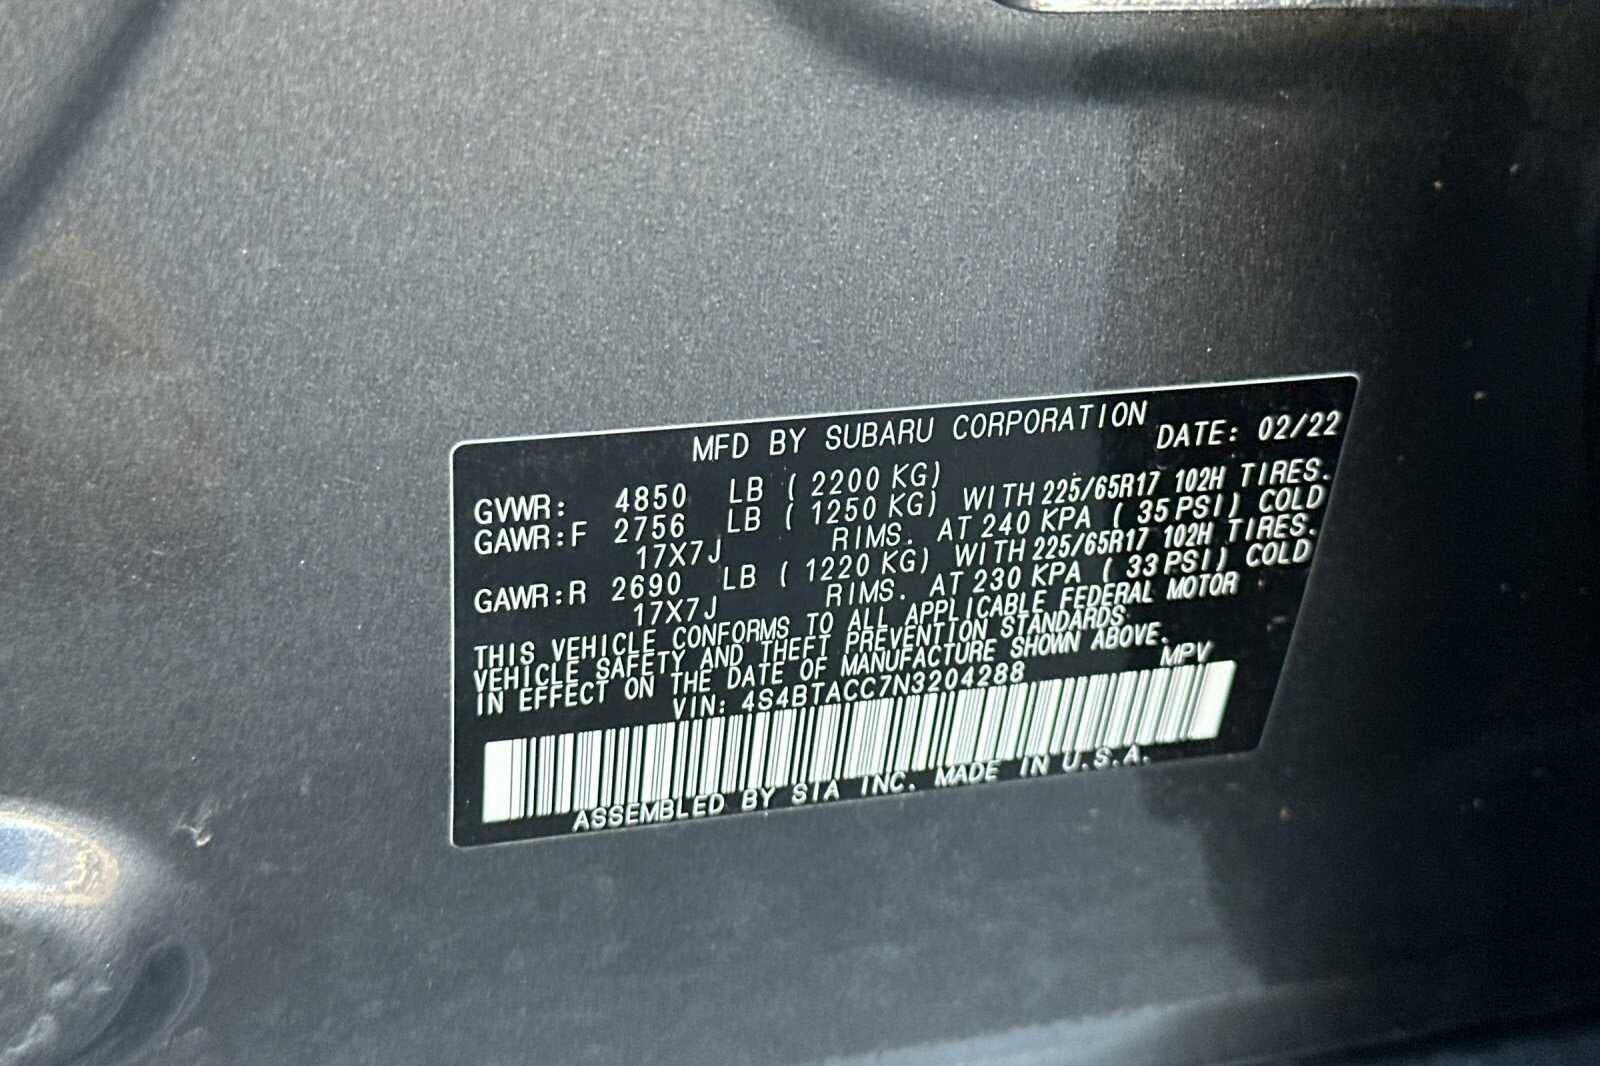 MFD BY SUBARU CORPORATION
DATE: 02/22
GVWR: 4850 LB ( 2200 KG)
GAWR:F 2756 LB ( 1250 KG) WITH 225/65R17 102H TIRES.
17X7J RIMS. AT 240 KPA ( 35 PSI) COLD
GAWR:R 2690 LB ( 1220 KG) WITH 225/65R17 102H TIRES.
17X7J RIMS. AT 230 KPA ( 33 PSI) COLD
THIS VEHICLE CONFORMS TO ALL APPLICABLE FEDERAL MOTOR
VEHICLE SAFETY AND THEFT PREVENTION STANDARDS
IN EFFECT ON THE DATE OF MANUFACTURE SHOWN ABOVE.
VIN: 4S4BTACC7N3204288 MPV
ASSEMBLED BY SIA INC. MADE IN U.S.A.